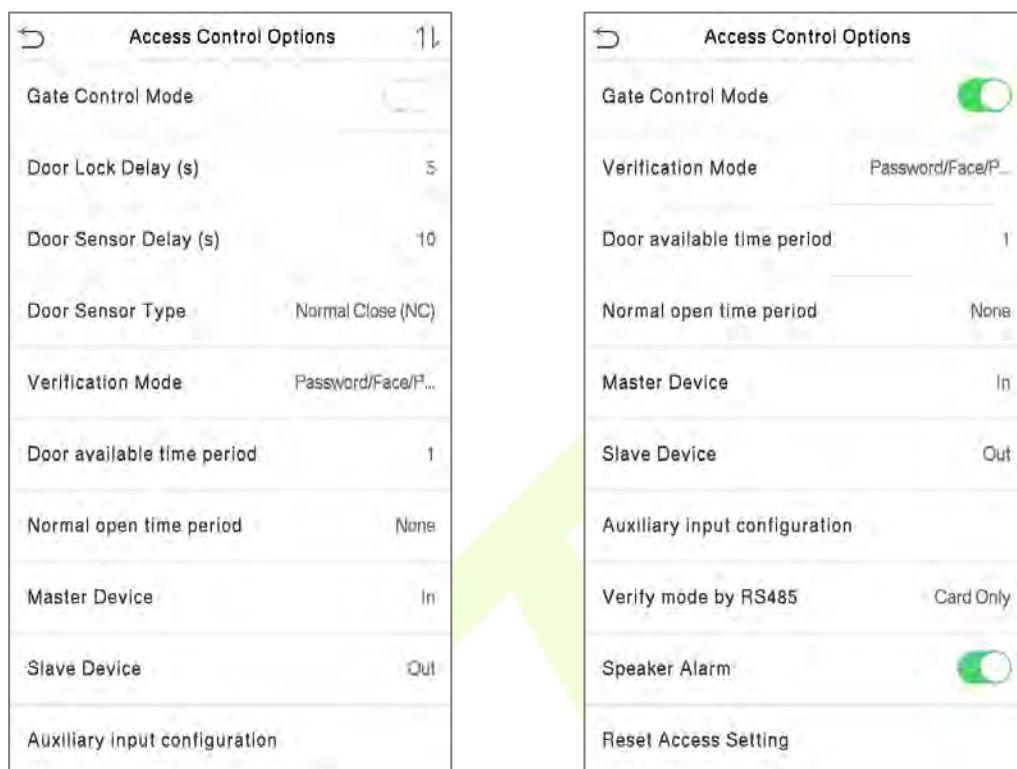 Access Control Options
Gate Control Mode
Door Lock Delay (s) 5
Door Sensor Delay (s) 10
Door Sensor Type Normal Close (NC)
Verification Mode Password/Face/P...
Door available time period 1
Normal open time period None
Master Device In
Slave Device Out
Auxiliary input configuration
Access Control Options
Gate Control Mode
Verification Mode Password/Face/P...
Door available time period 1
Normal open time period None
Master Device In
Slave Device Out
Auxiliary input configuration
Verify mode by RS485 Card Only
Speaker Alarm
Reset Access Setting